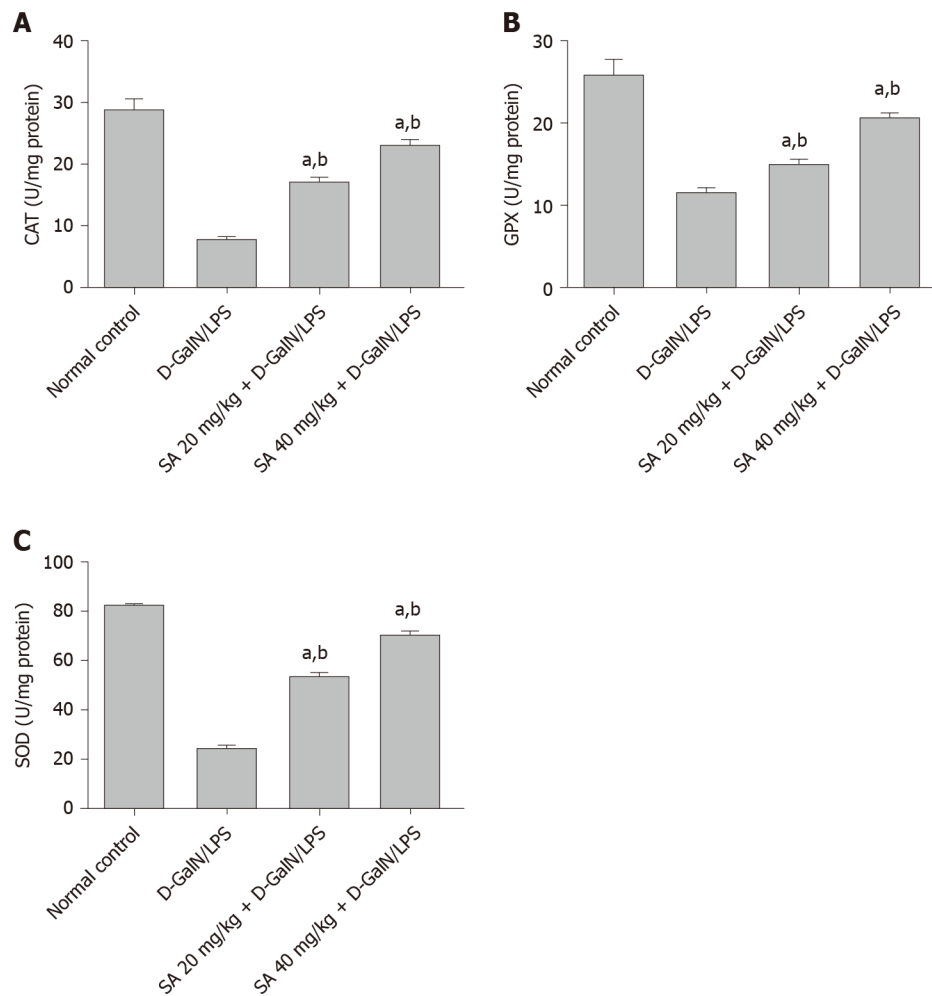 A
CAT (U/mg protein)
40
30
20
10
0
a,b
a,b
Normal control
D-GalN/LPS
SA 20 mg/kg + D-GalN/LPS
SA 40 mg/kg + D-GalN/LPS
B
GPX (U/mg protein)
30
20
10
0
a,b
a,b
Normal control
D-GalN/LPS
SA 20 mg/kg + D-GalN/LPS
SA 40 mg/kg + D-GalN/LPS
C
SOD (U/mg protein)
100
80
60
40
20
0
a,b
a,b
Normal control
D-GalN/LPS
SA 20 mg/kg + D-GalN/LPS
SA 40 mg/kg + D-GalN/LPS